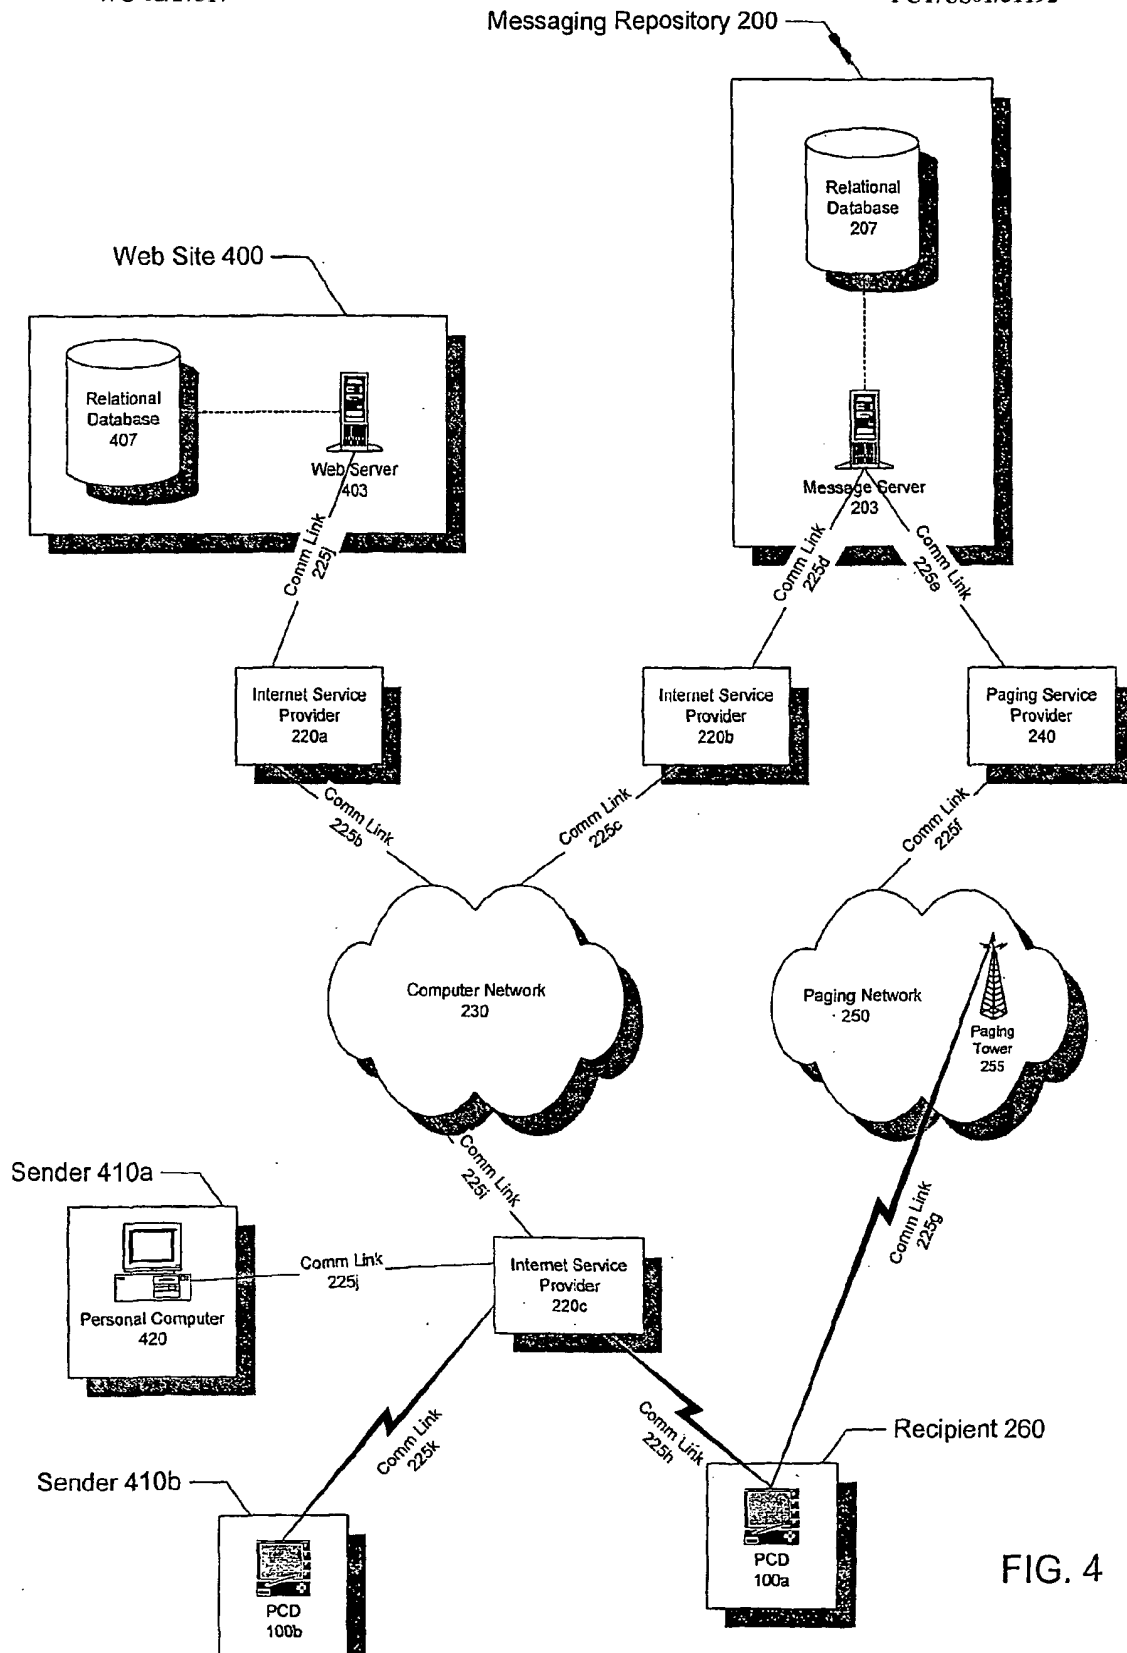 Messaging Repository 200
Relational
Database
207
Web Site 400
Relational
Database
407
Web Server
403
Message Server
203
Comm Link
225j
Comm Link
225d
Comm Link
225e
Internet Service
Provider
220a
Internet Service
Provider
220b
Paging Service
Provider
240
Comm Link
225b
Comm Link
225c
Comm Link
225f
Computer Network
230
Paging Network
250
Paging
Tower
255
Comm Link
225i
Sender 410a
Comm Link
225j
Internet Service
Provider
220c
Personal Computer
420
Comm Link
225g
Comm Link
225k
Comm Link
225h
Recipient 260
Sender 410b
PCD
100a
PCD
100b
FIG. 4